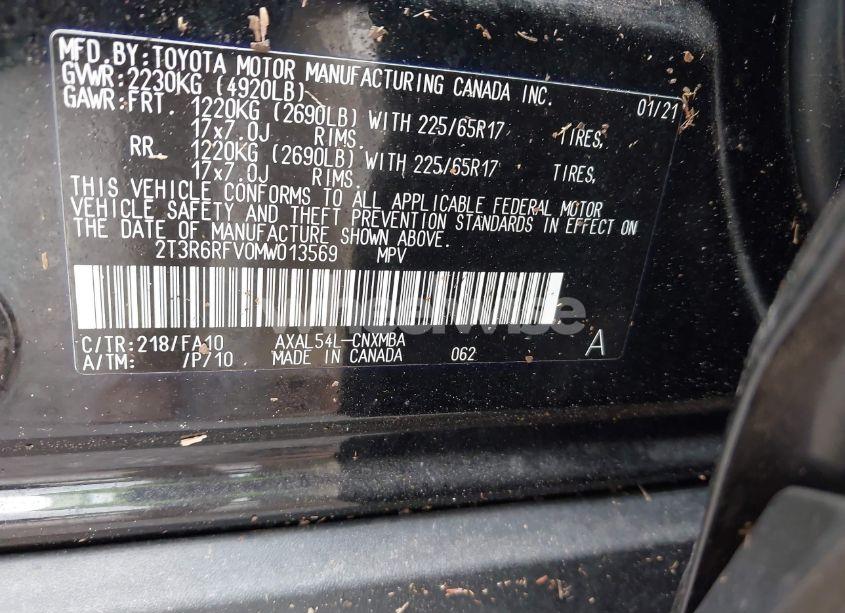 MFD. BY: TOYOTA MOTOR MANUFACTURING CANADA INC. 01/21
GVWR: 2230KG (4920LB)
GAWR: FRT. 1220KG (2690LB) WITH 225/65R17 TIRES,
17x7.0J RIMS.
RR. 1220KG (2690LB) WITH 225/65R17 TIRES,
17x7.0J RIMS.
THIS VEHICLE CONFORMS TO ALL APPLICABLE FEDERAL MOTOR
VEHICLE SAFETY AND THEFT PREVENTION STANDARDS IN EFFECT ON
THE DATE OF MANUFACTURE SHOWN ABOVE.
2T3R6RFV0MW013569 MPV
wheelwise
C/TR: 218/FA10 AXAL54L-CNXMBA
A/TM: /P/10 MADE IN CANADA 062 A